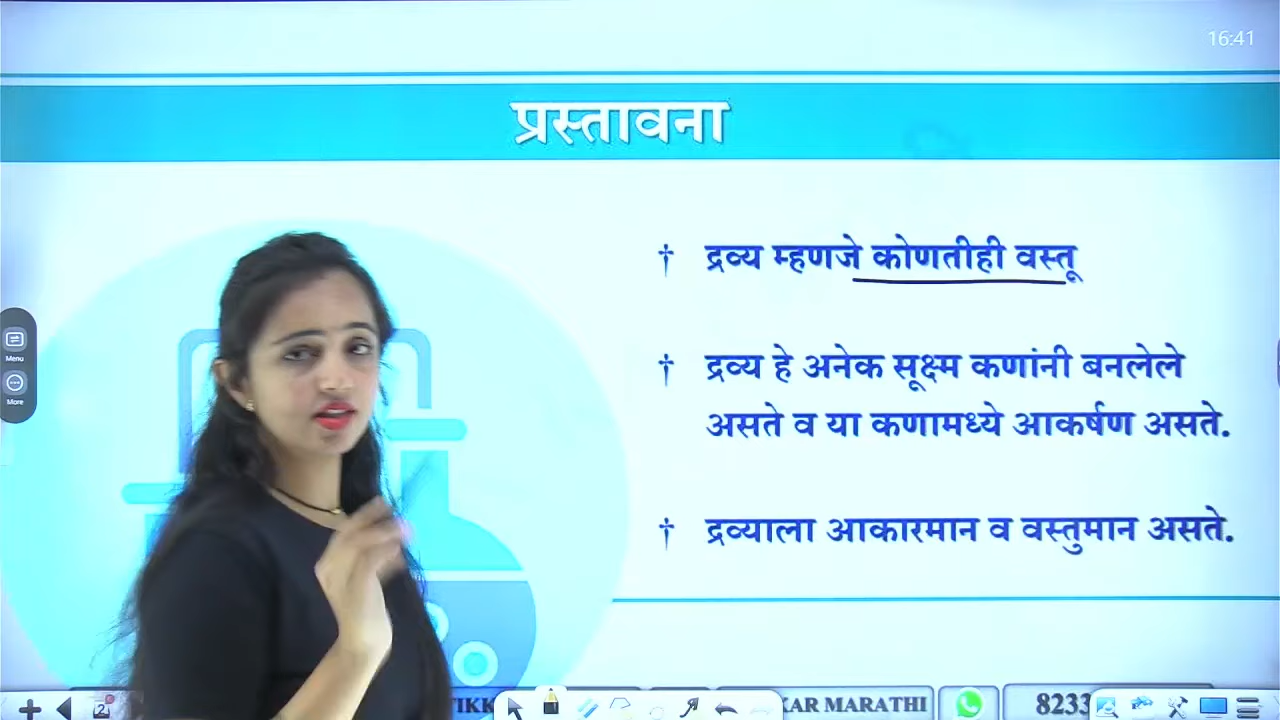 16:41
प्रस्तावना
† द्रव्य म्हणजे कोणतीही वस्तू
† द्रव्य हे अनेक सूक्ष्म कणांनी बनलेले
असते व या कणामध्ये आकर्षण असते.
† द्रव्याला आकारमान व वस्तुमान असते.
Menu
More
MARATHI 8233